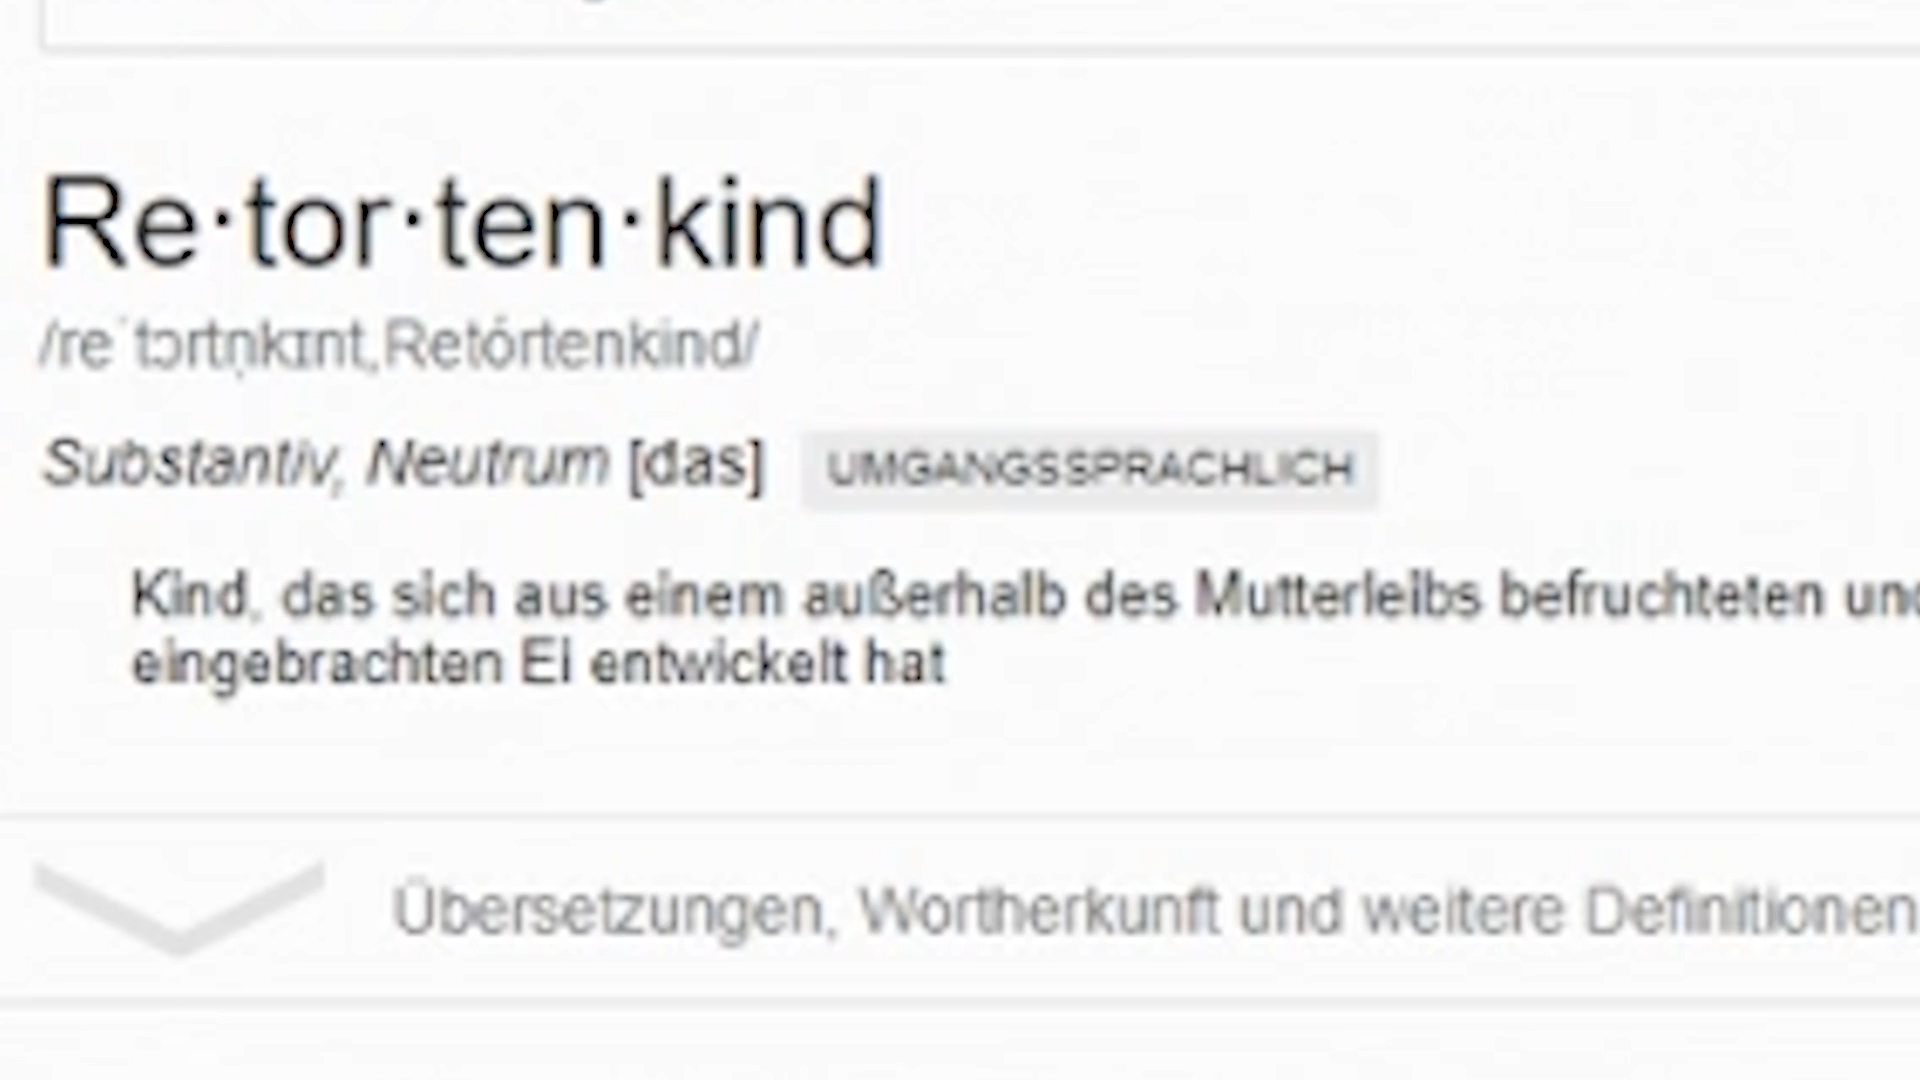 Re·tor·ten·kind
/reˈtɔrtn̩kɪnt,Retórtenkind/
Substantiv, Neutrum [das] UMGANGSSPRACHLICH
Kind, das sich aus einem außerhalb des Mutterleibs befruchteten und
eingebrachten Ei entwickelt hat
Übersetzungen, Wortherkunft und weitere Definitionen